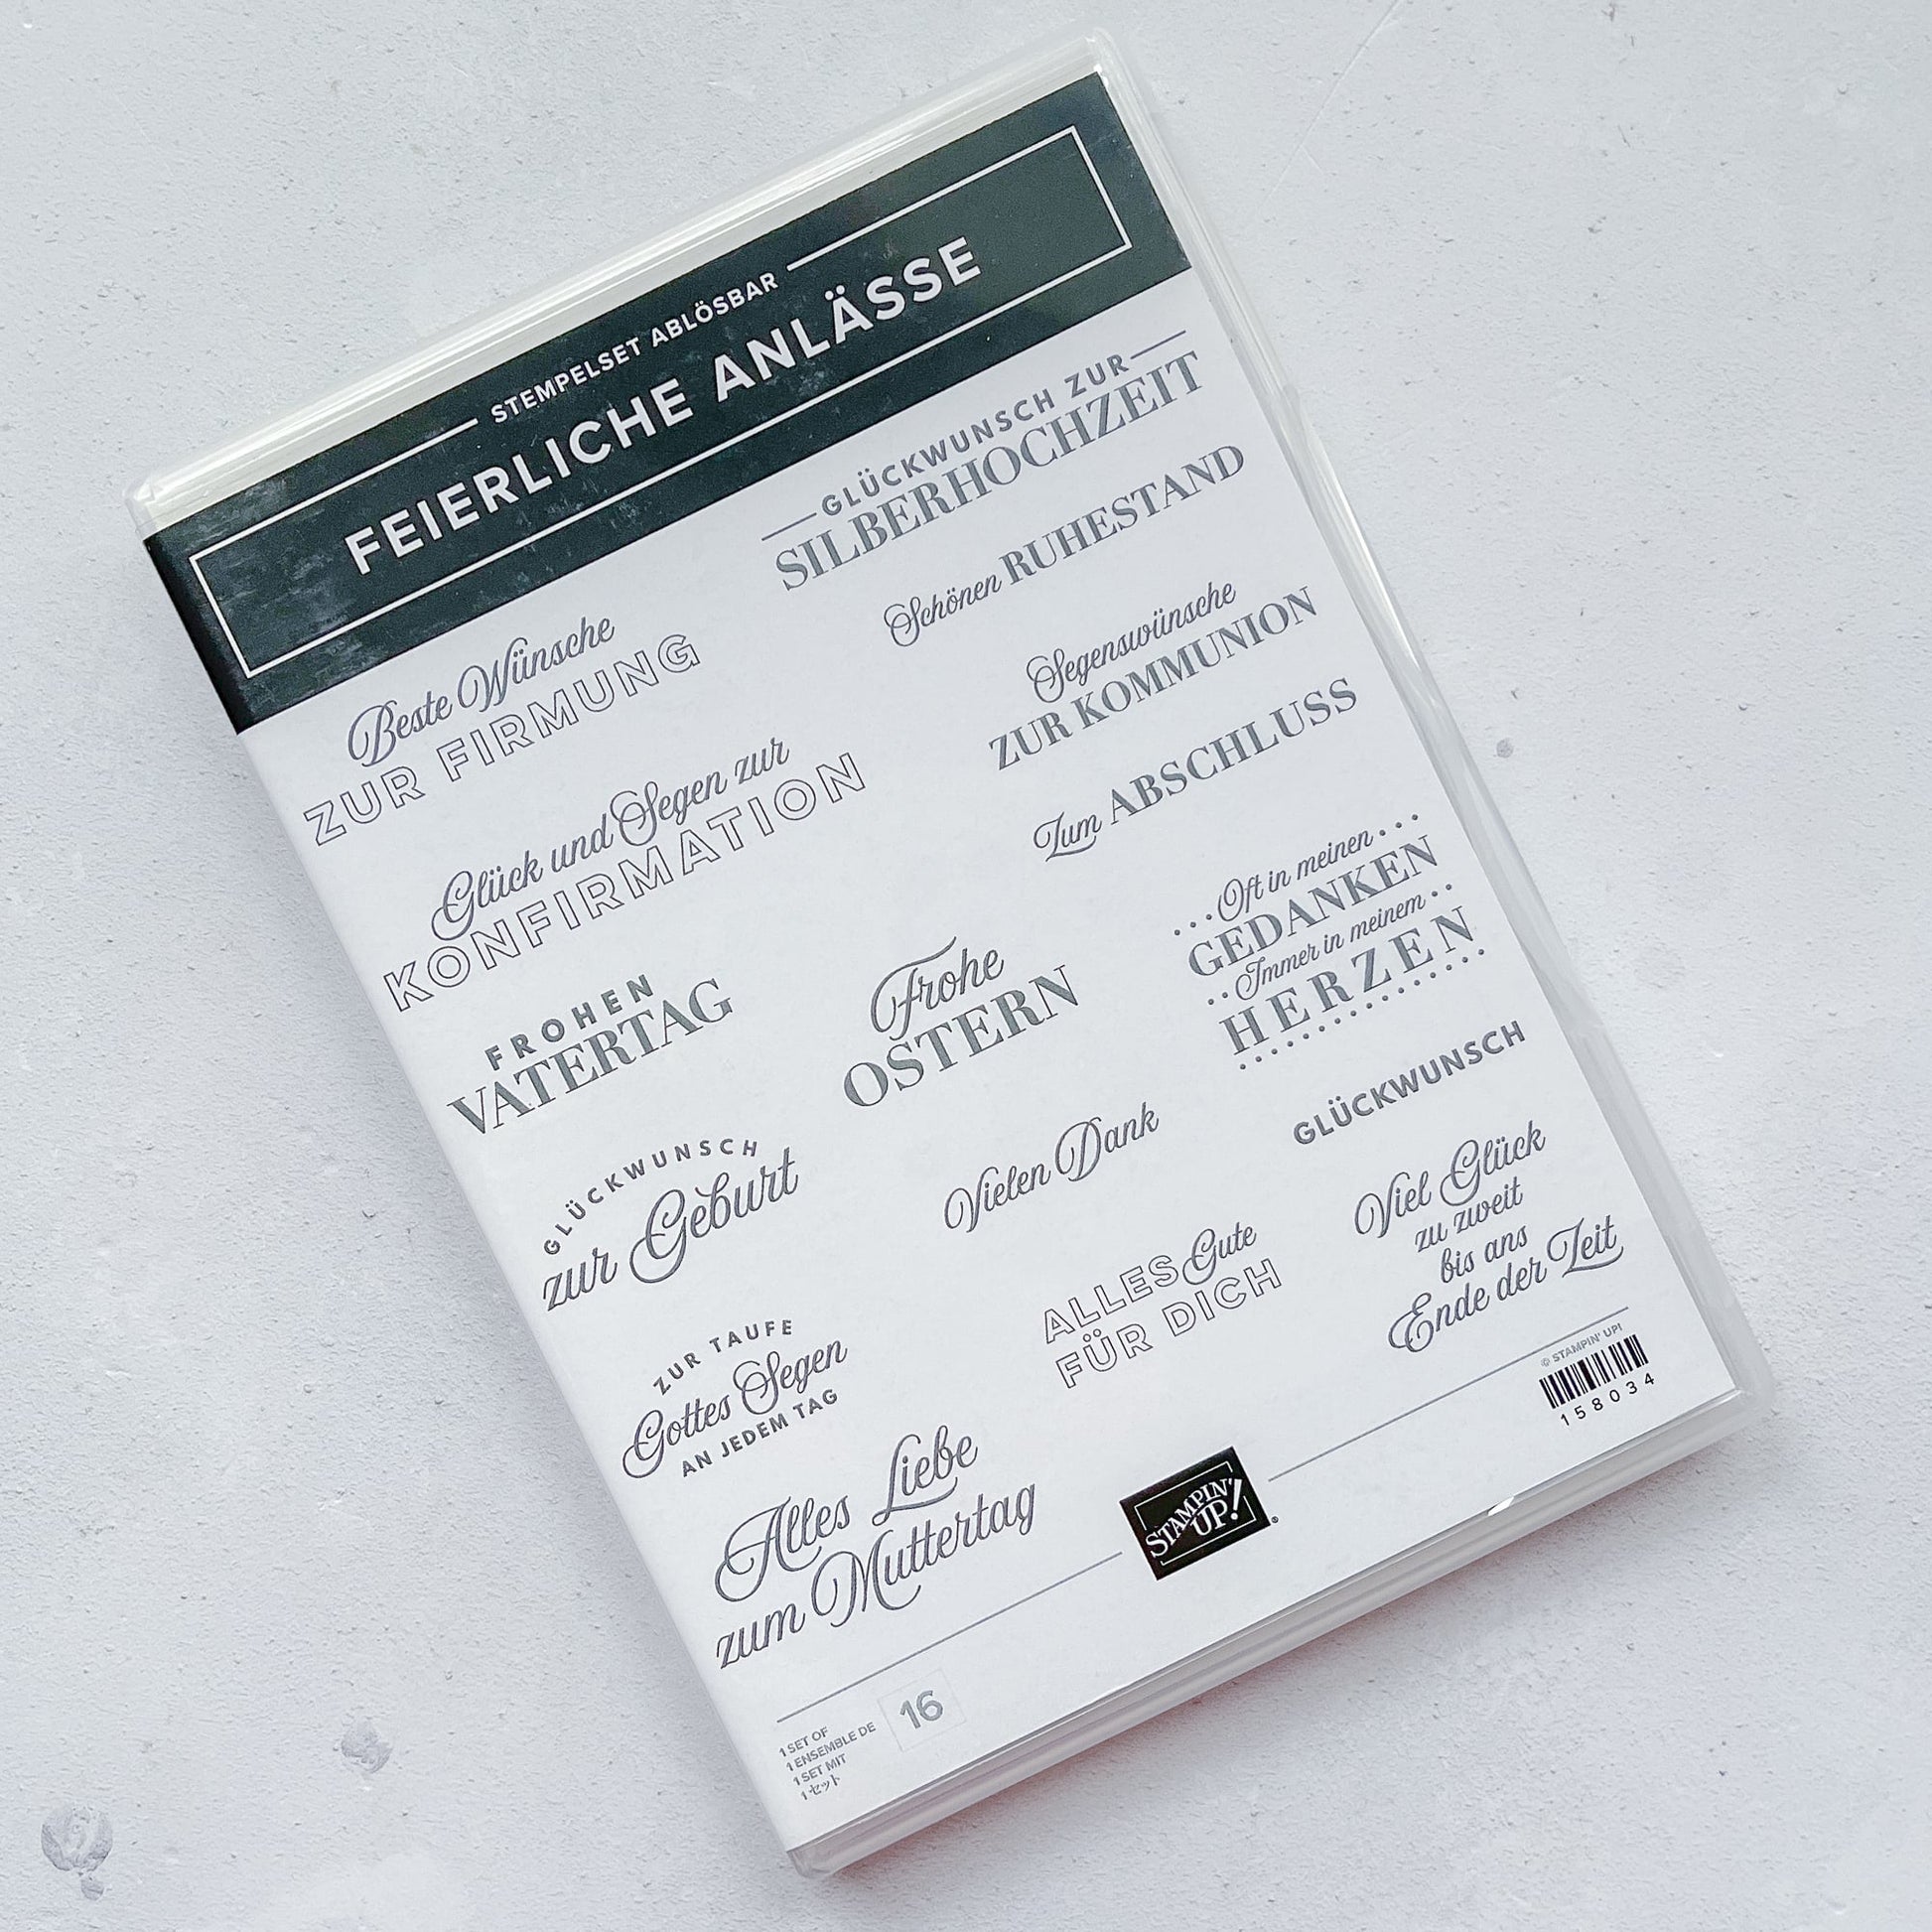 STEMPELSET ABLÖSBAR
FEIERLICHE ANLÄSSE
Beste Wünsche
ZUR FIRMUNG
Glück und Segen zur
KONFIRMATION
FROHEN
VATERTAG
GLÜCKWUNSCH
zur Geburt
ZUR TAUFE
Gottes Segen
AN JEDEM TAG
Alles Liebe
zum Muttertag
Frohe
OSTERN
Vielen Dank
ALLES Gute
FÜR DICH
GLÜCKWUNSCH ZUR
SILBERHOCHZEIT
Schönen RUHESTAND
Segenswünsche
ZUR KOMMUNION
Zum ABSCHLUSS
...Oft in meinen...
GEDANKEN
..Immer in meinem..
HERZEN
GLÜCKWUNSCH
Viel Glück
zu zweit
bis ans
Ende der Zeit
© STAMPIN' UP!
158034
STAMPIN'
UP!®
1 SET OF
1 ENSEMBLE DE
1 SET MIT
1セット
16